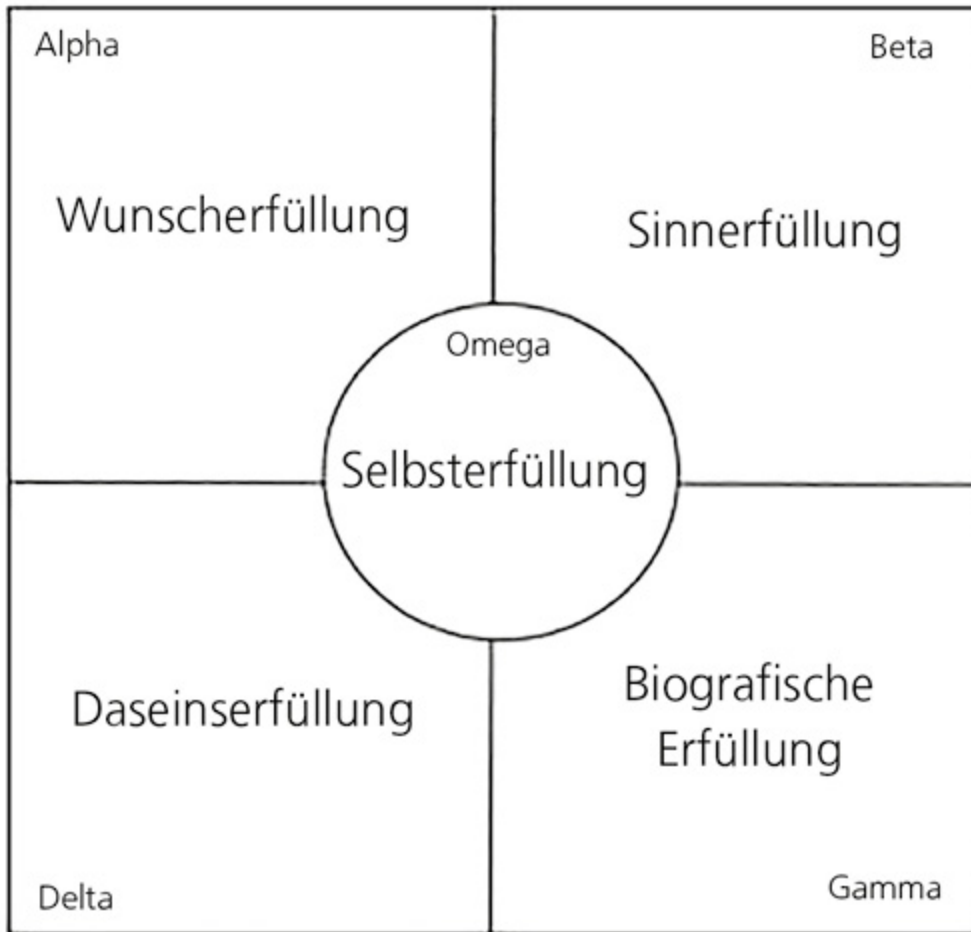 Alpha
Beta
Wunscherfüllung
Sinnerfüllung
Omega
Selbsterfüllung
Daseinserfüllung
Biografische
Erfüllung
Delta
Gamma